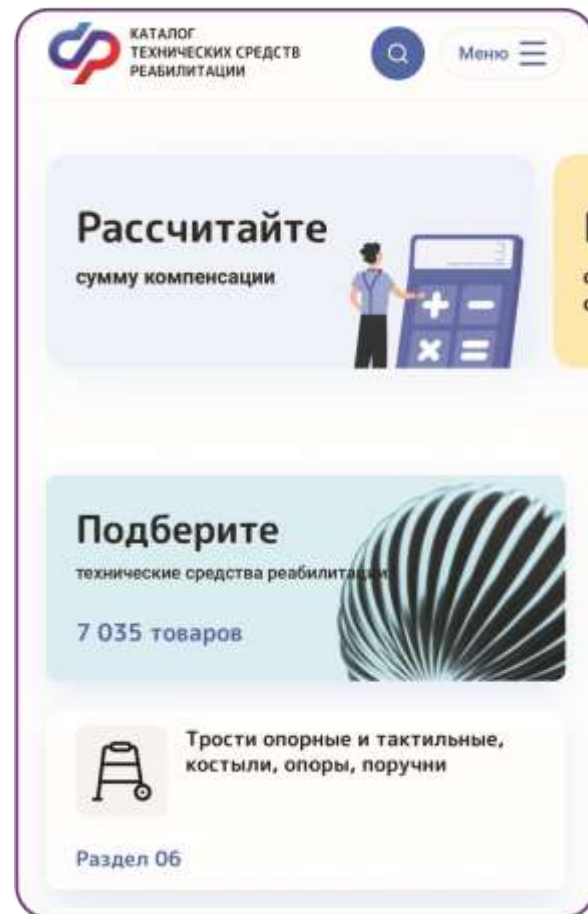 КАТАЛОГ
ТЕХНИЧЕСКИХ СРЕДСТВ
РЕАБИЛИТАЦИИ
Меню
Рассчитайте
сумму компенсации
Подберите
технические средства реабилитации
7 035 товаров
Трости опорные и тактильные,
костыли, опоры, поручни
Раздел 06